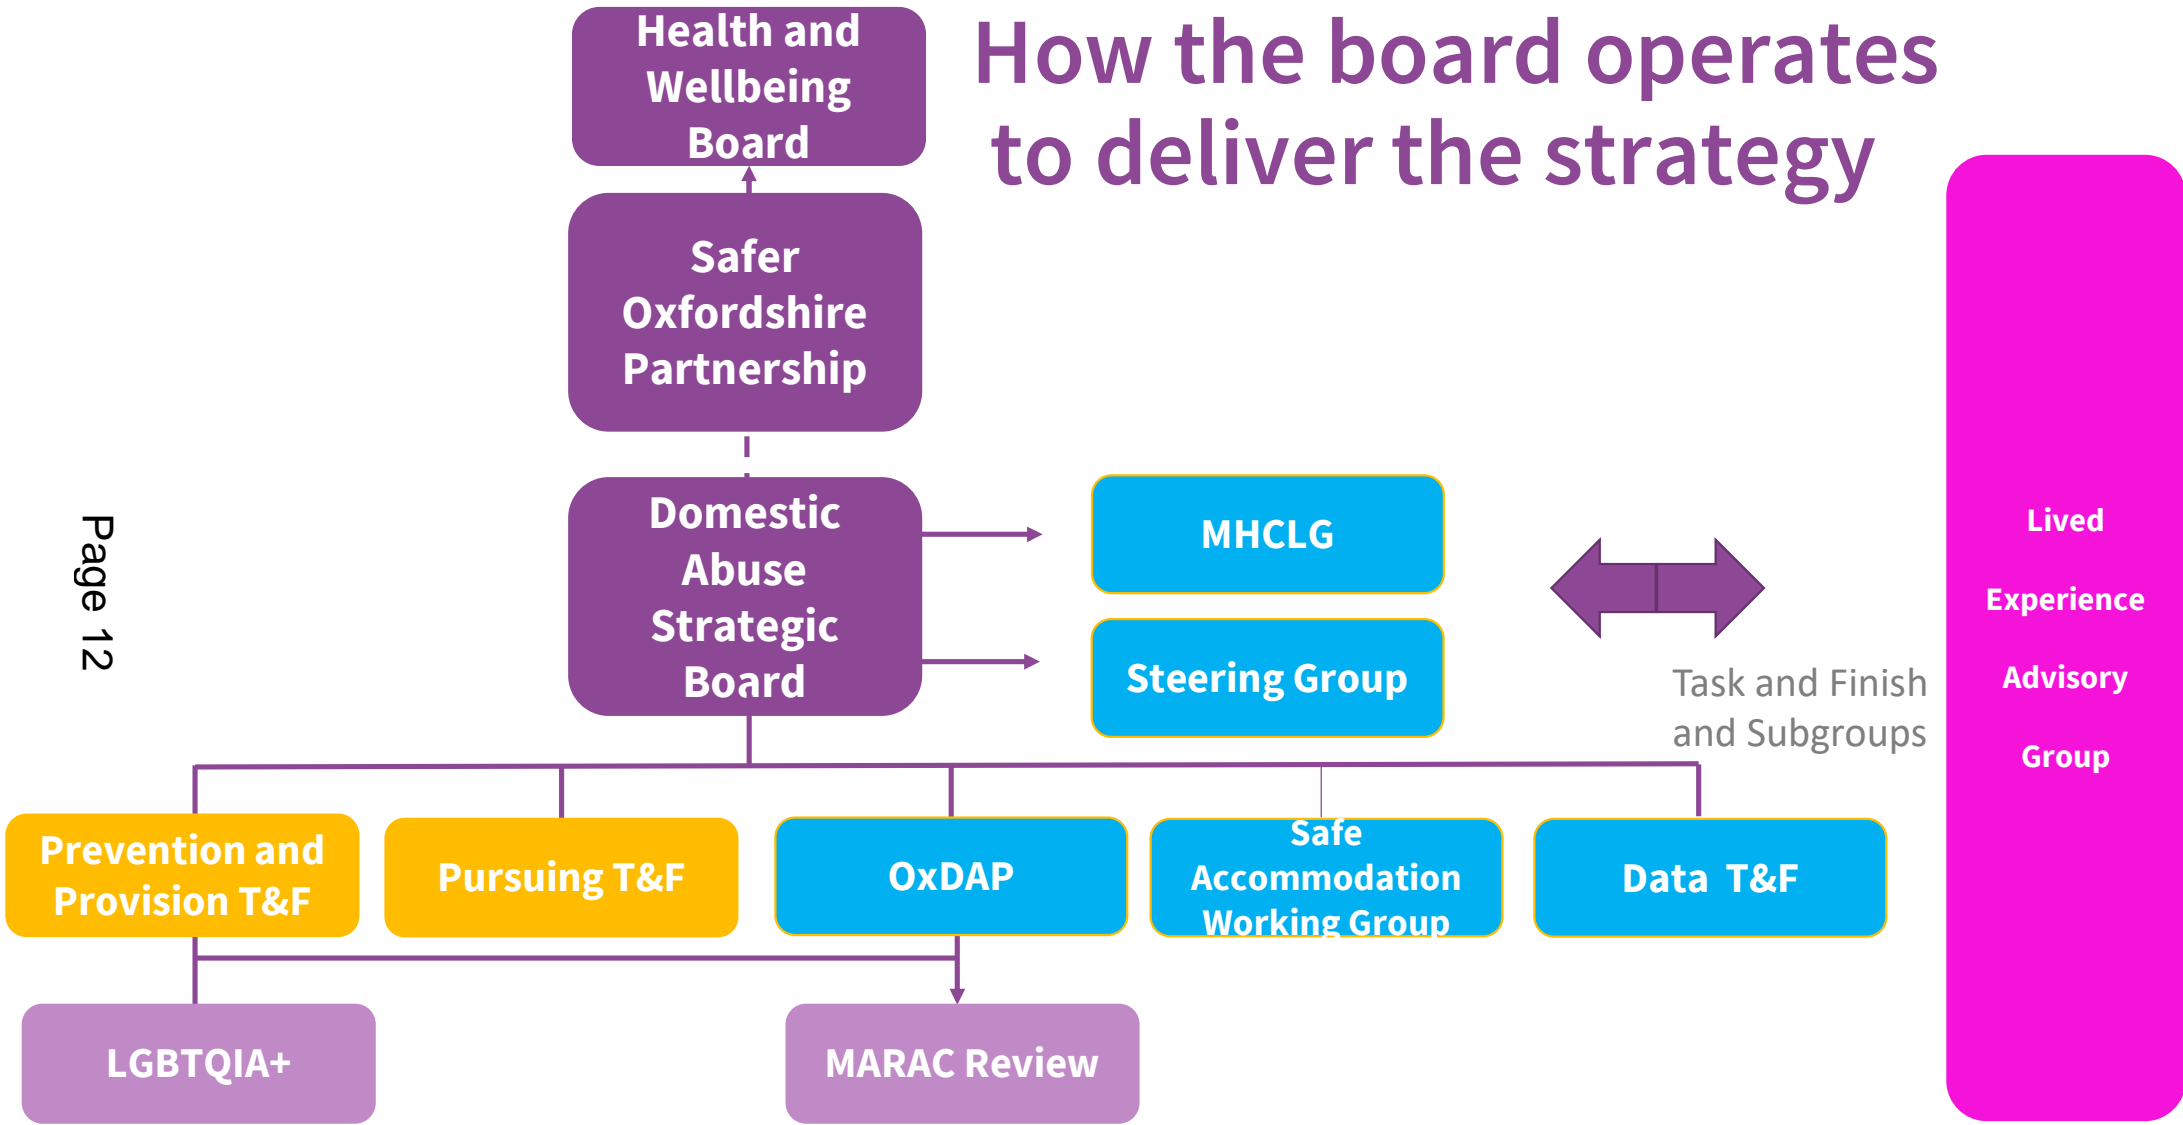 Health and
Wellbeing
Board
How the board operates
to deliver the strategy
Safer
Oxfordshire
Partnership
Domestic
Abuse
Strategic
Board
MHCLG
Steering Group
Task and Finish
and Subgroups
Lived
Experience
Advisory
Group
Page 12
Prevention and
Provision T&F
Pursuing T&F
OxDAP
Safe
Accommodation
Working Group
Data T&F
LGBTQIA+
MARAC Review